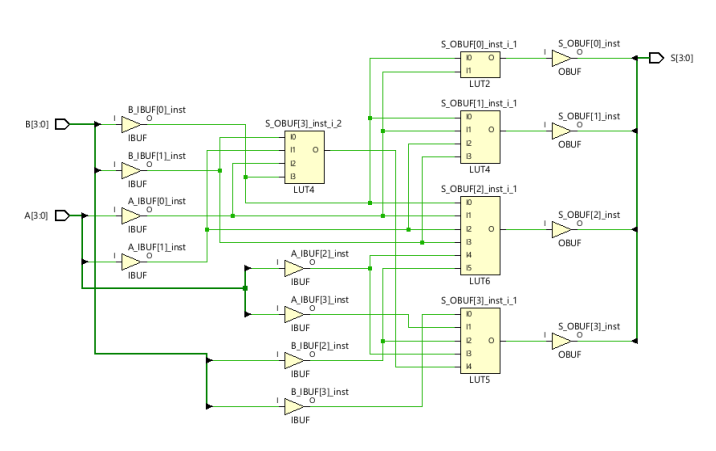 S_OBUF[0]_inst_i_1
I0 O
I1
LUT2
S_OBUF[0]_inst
I O
OBUF
S[3:0]
B[3:0]
B_IBUF[0]_inst
I O
IBUF
B_IBUF[1]_inst
I O
IBUF
A[3:0]
A_IBUF[0]_inst
I O
IBUF
A_IBUF[1]_inst
I O
IBUF
S_OBUF[3]_inst_i_2
I0
I1 O
I2
I3
LUT4
S_OBUF[1]_inst_i_1
I0
I1 O
I2
I3
LUT4
S_OBUF[1]_inst
I O
OBUF
S_OBUF[2]_inst_i_1
I0
I1
I2 O
I3
I4
I5
LUT6
S_OBUF[2]_inst
I O
OBUF
A_IBUF[2]_inst
I O
IBUF
A_IBUF[3]_inst
I O
IBUF
B_IBUF[2]_inst
I O
IBUF
B_IBUF[3]_inst
I O
IBUF
S_OBUF[3]_inst_i_1
I0
I1
I2 O
I3
I4
LUT5
S_OBUF[3]_inst
I O
OBUF